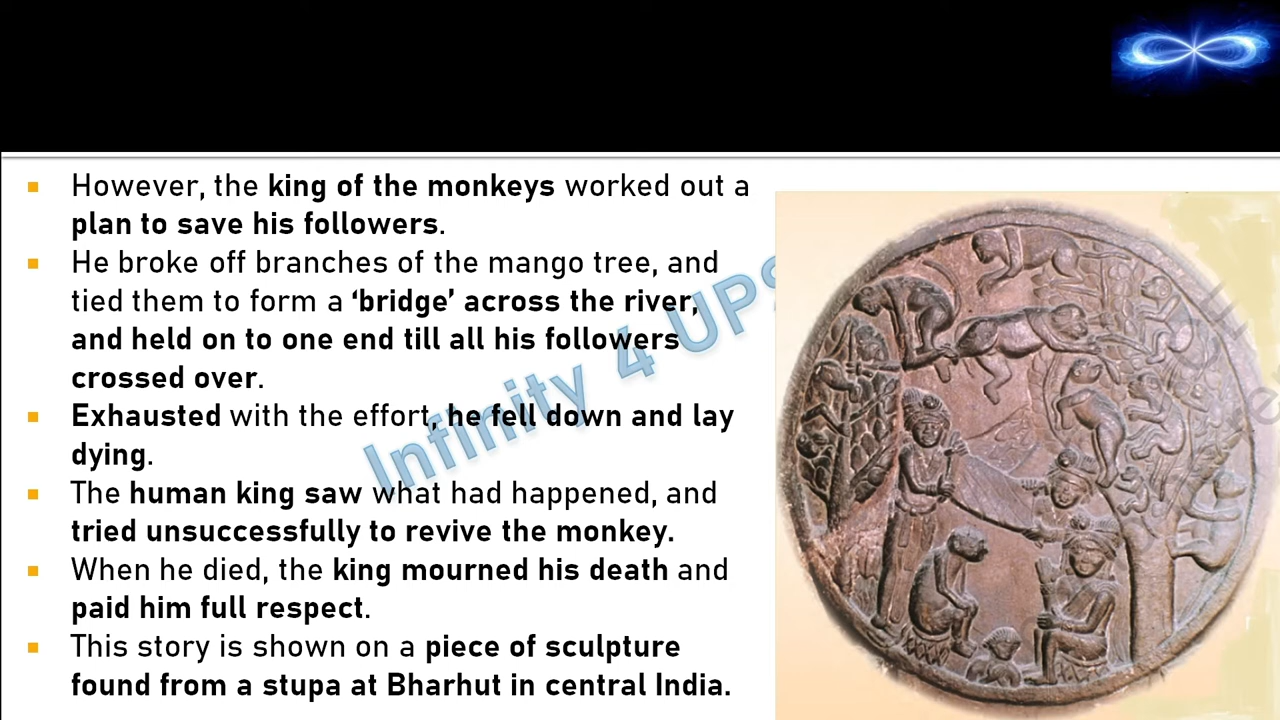 However, the king of the monkeys worked out a
plan to save his followers.
He broke off branches of the mango tree, and
tied them to form a ‘bridge’ across the river,
and held on to one end till all his followers
crossed over.
Exhausted with the effort, he fell down and lay
dying.
The human king saw what had happened, and
tried unsuccessfully to revive the monkey.
When he died, the king mourned his death and
paid him full respect.
This story is shown on a piece of sculpture
found from a stupa at Bharhut in central India.
Infinity 4 UPS